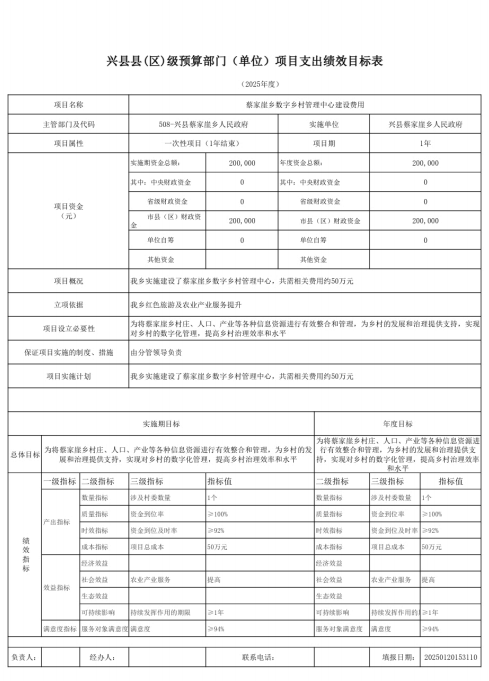 兴县县(区)级预算部门（单位）项目支出绩效目标表
（2025年度）
项目名称 蔡家崖乡数字乡村管理中心建设费用
主管部门及代码 508-兴县蔡家崖乡人民政府 实施单位 兴县蔡家崖乡人民政府
项目属性 一次性项目（1年结束） 项目期 1年
项目资金
（元）
实施期资金总额： 200,000 年度资金总额： 200,000
其中：中央财政资金 0 其中：中央财政资金 0
省级财政资金 0 省级财政资金 0
市县（区）财政资
金 200,000 市县（区）财政资金 200,000
单位自筹 0 单位自筹 0
其他资金 其他资金
项目概况 我乡实施建设了蔡家崖乡数字乡村管理中心，共需相关费用约50万元
立项依据 我乡红色旅游及农业产业服务提升
项目设立必要性 为将蔡家崖乡村庄、人口、产业等各种信息资源进行有效整合和管理，为乡村的发展和治理提供支持，实现
对乡村的数字化管理，提高乡村治理效率和水平
保证项目实施的制度、措施 由分管领导负责
项目实施计划 我乡实施建设了蔡家崖乡数字乡村管理中心，共需相关费用约50万元
实施期目标 年度目标
总体目标
为将蔡家崖乡村庄、人口、产业等各种信息资源进行有效整合和管理，为乡村的发
展和治理提供支持，实现对乡村的数字化管理，提高乡村治理效率和水平
为将蔡家崖乡村庄、人口、产业等各种信息资源进行有效整合和管理，为乡村的发展和治理提供支
持，实现对乡村的数字化管理，提高乡村治理效率
和水平
绩效指标
一级指标 二级指标 三级指标 指标值 二级指标 三级指标 指标值
产出指标
数量指标 涉及村委数量 1个 数量指标 涉及村委数量 1个
质量指标 资金到位率 ≥100% 质量指标 资金到位率 ≥100%
时效指标 资金到位及时率 ≥92% 时效指标 资金到位及时率 ≥92%
成本指标 项目总成本 50万元 成本指标 项目总成本 50万元
效益指标
经济效益 经济效益
社会效益 农业产业服务 提高 社会效益 农业产业服务 提高
生态效益 生态效益
可持续影响 持续发挥作用的期限 ≥1年 可持续影响 持续发挥作用的 ≥1年
满意度指标 服务对象满意度 满意度 ≥94% 服务对象满意度 满意度 ≥94%
负责人： 经办人： 联系电话： 填报日期： 20250120153110